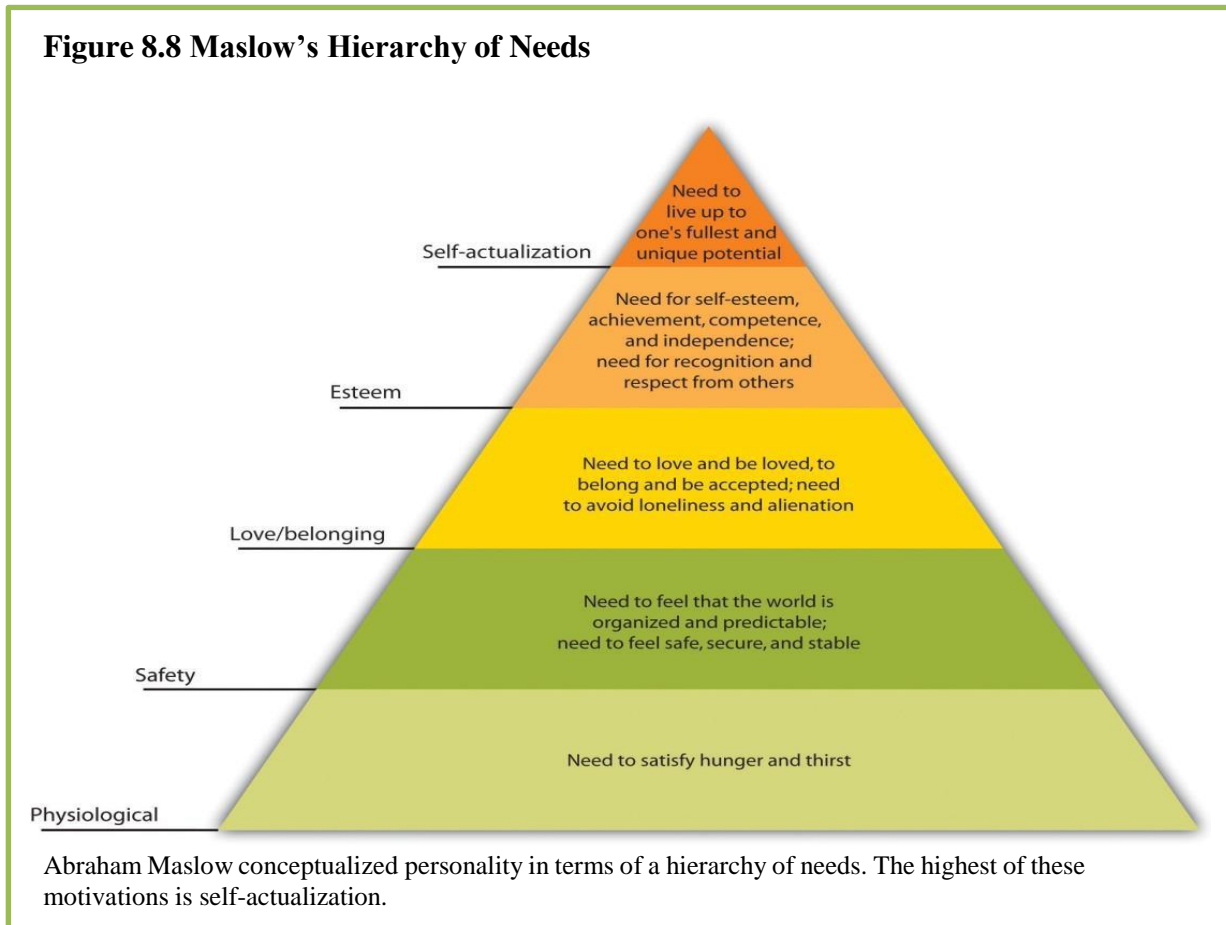 Figure 8.8 Maslow’s Hierarchy of Needs
Need to
live up to
one's fullest and
unique potential
Self-actualization
Need for self-esteem,
achievement, competence,
and independence;
need for recognition and
respect from others
Esteem
Need to love and be loved, to
belong and be accepted; need
to avoid loneliness and alienation
Love/belonging
Need to feel that the world is
organized and predictable;
need to feel safe, secure, and stable
Safety
Need to satisfy hunger and thirst
Physiological
Abraham Maslow conceptualized personality in terms of a hierarchy of needs. The highest of these
motivations is self-actualization.